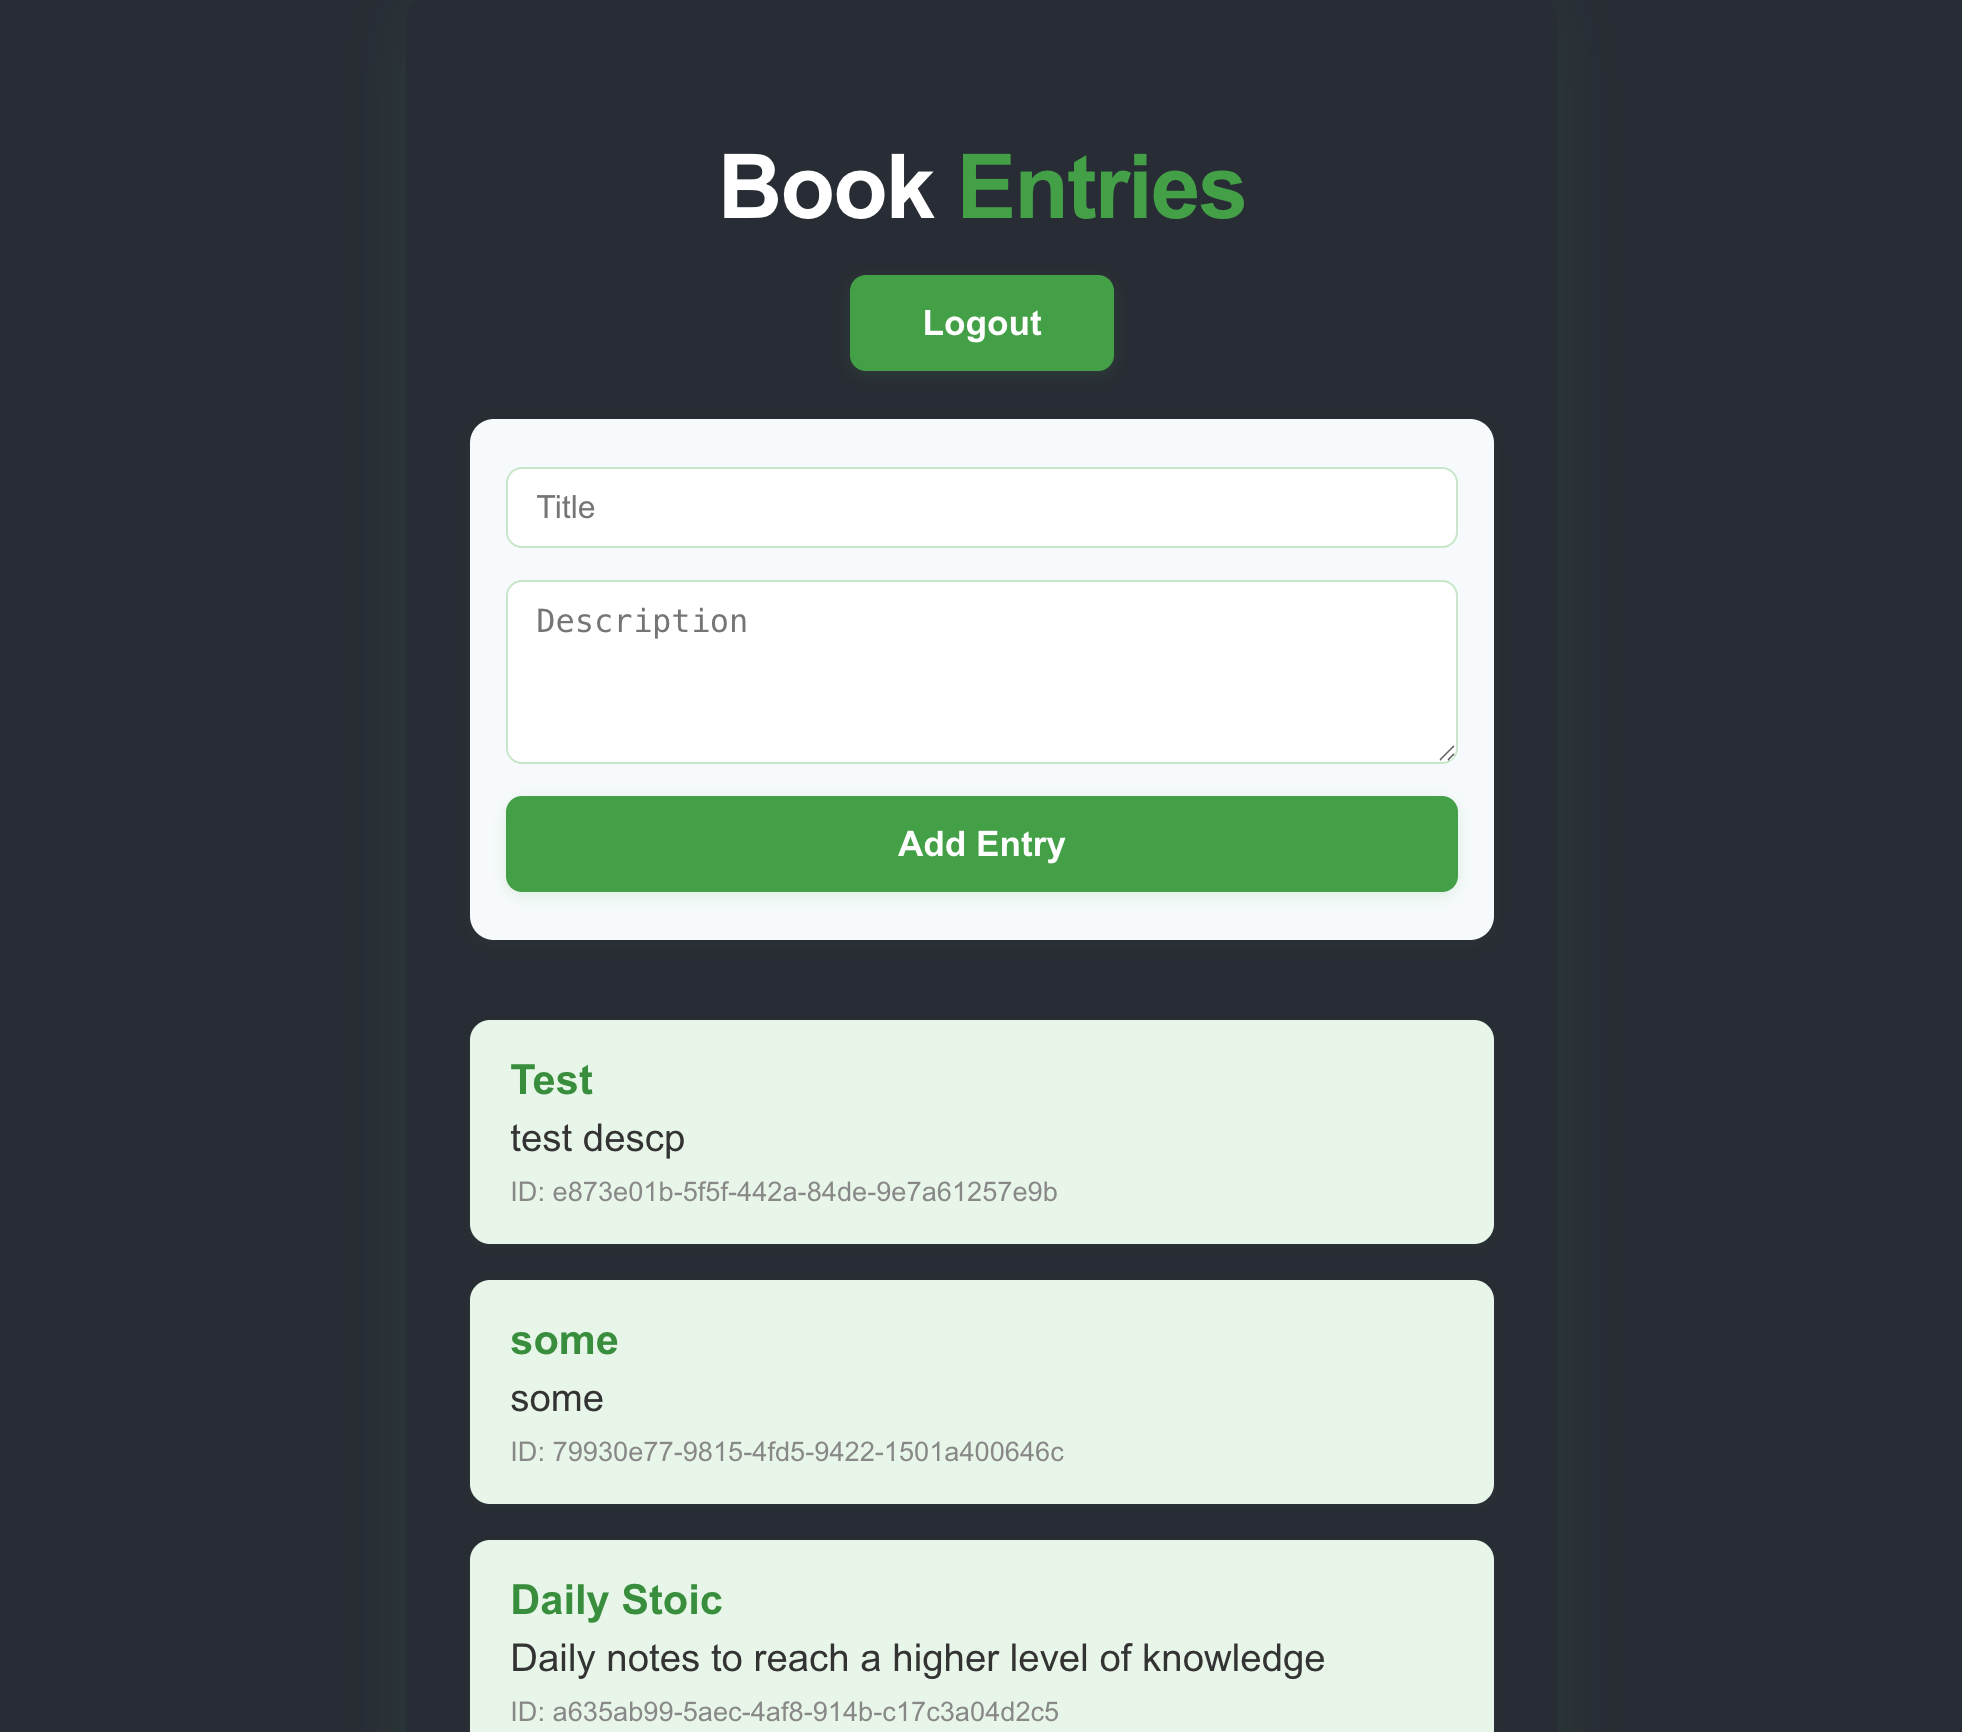 Book Entries
Logout
Title
Description
Add Entry
Test
test descp
ID: e873e01b-5f5f-442a-84de-9e7a61257e9b
some
some
ID: 79930e77-9815-4fd5-9422-1501a400646c
Daily Stoic
Daily notes to reach a higher level of knowledge
ID: a635ab99-5aec-4af8-914b-c17c3a04d2c5